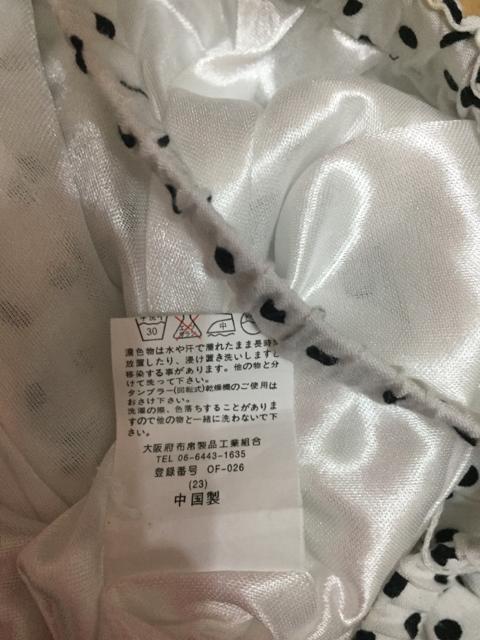 手洗イ
30
濃色物は水や汗で濡れたまま長時
放置したり、浸け置き洗いしますと
移染する事があります。他の物と分
けて洗って下さい。
タンブラー(回転式)乾燥機のご使用は
おさけ下さい。
洗濯の際、色落ちすることがありま
すので他の物と一緒に洗わないで下
さい。
大阪府布帛製品工業組合
TEL 06-6443-1635
登録番号 OF-026
(23)
中国製